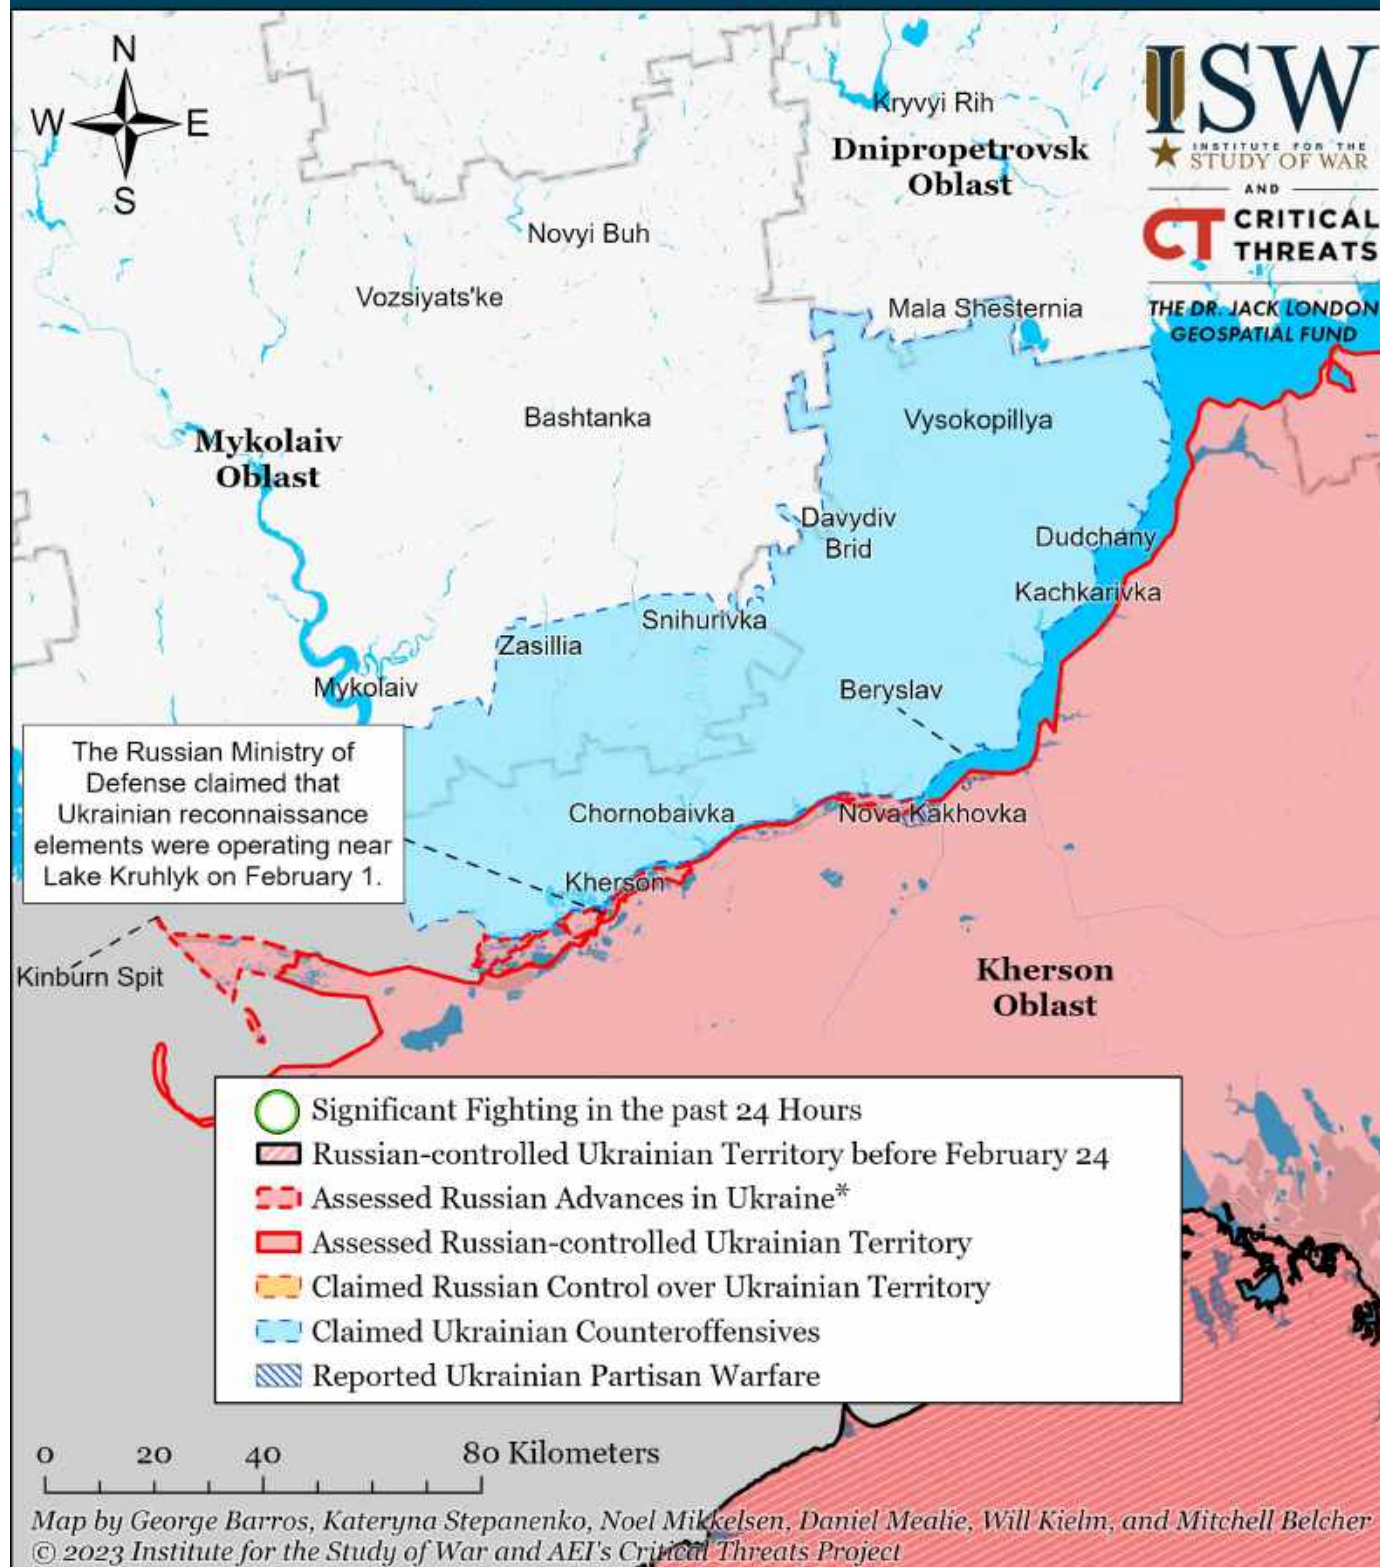 N
W E
S
Kryvyi Rih
Dnipropetrovsk
Oblast
ISW
INSTITUTE FOR THE
STUDY OF WAR
AND
CT CRITICAL
THREATS
THE DR. JACK LONDON
GEOSPATIAL FUND
Novyi Buh
Vozsiyats'ke
Mala Shesternia
Bashtanka
Vysokopillya
Mykolaiv
Oblast
Davydiv
Brid
Dudchany
Kachkarivka
Snihurivka
Zasillia
Mykolaiv
Beryslav
The Russian Ministry of
Defense claimed that
Ukrainian reconnaissance
elements were operating near
Lake Kruhlyk on February 1.
Chornobaivka
Nova Kakhovka
Kherson
Kinburn Spit
Kherson
Oblast
Significant Fighting in the past 24 Hours
Russian-controlled Ukrainian Territory before February 24
Assessed Russian Advances in Ukraine*
Assessed Russian-controlled Ukrainian Territory
Claimed Russian Control over Ukrainian Territory
Claimed Ukrainian Counteroffensives
Reported Ukrainian Partisan Warfare
0 20 40 80 Kilometers
Map by George Barros, Kateryna Stepanenko, Noel Mikkelsen, Daniel Mealie, Will Kielm, and Mitchell Belcher
© 2023 Institute for the Study of War and AEI's Critical Threats Project